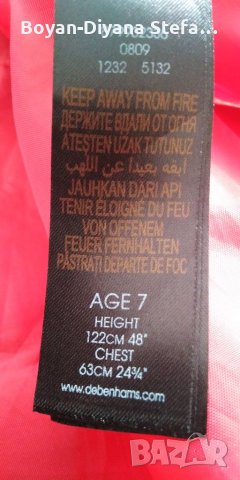 Boyan-Diyana Stefa...
0809
1232 5132
KEEP AWAY FROM FIRE
ДЕРЖИТЕ ВДАЛИ ОТ ОГНЯ
ATEŞTEN UZAK TUTUNUZ
ابقه بعيدا عن اللهب
JAUHKAN DARI API
TENIR ÉLOIGNÉ DU FEU
VON OFFENEM
FEUER FERNHALTEN
PĂSTRAȚI DEPARTE DE FOC
AGE 7
HEIGHT
122CM 48"
CHEST
63CM 24¾"
www.debenhams.com
BAZAR